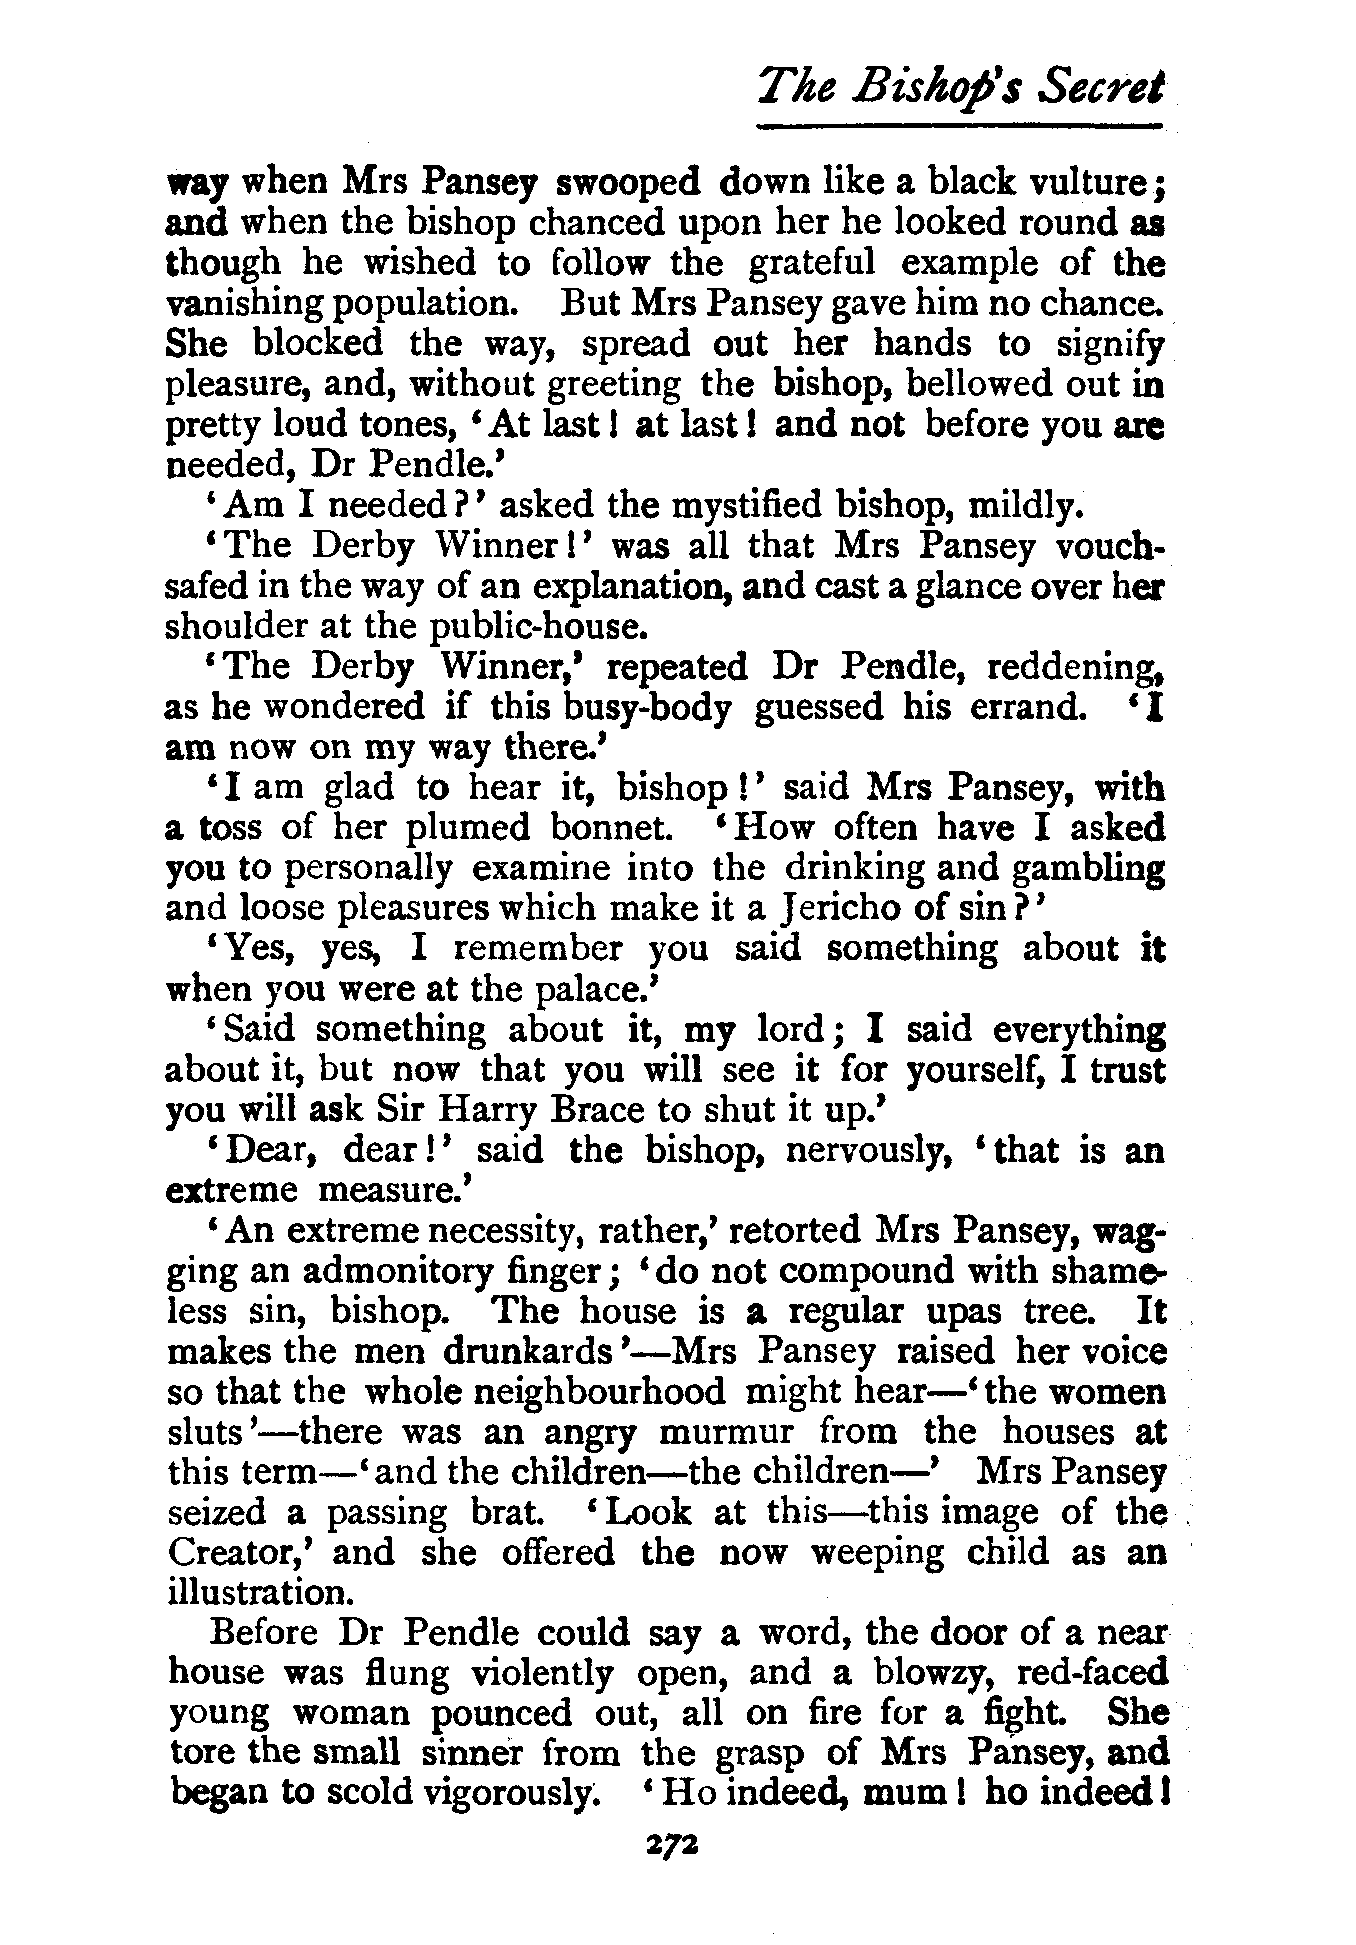 The Bishop's Secret
way when Mrs Pansey swooped down like a black vulture;
and when the bishop chanced upon her he looked round as
though he wished to follow the grateful example of the
vanishing population. But Mrs Pansey gave him no chance.
She blocked the way, spread out her hands to signify
pleasure, and, without greeting the bishop, bellowed out in
pretty loud tones, ‘At last! at last! and not before you are
needed, Dr Pendle.’
‘Am I needed?’ asked the mystified bishop, mildly.
‘The Derby Winner!’ was all that Mrs Pansey vouch-
safed in the way of an explanation, and cast a glance over her
shoulder at the public-house.
‘The Derby Winner,’ repeated Dr Pendle, reddening,
as he wondered if this busy-body guessed his errand. ‘I
am now on my way there.’
‘I am glad to hear it, bishop!’ said Mrs Pansey, with
a toss of her plumed bonnet. ‘How often have I asked
you to personally examine into the drinking and gambling
and loose pleasures which make it a Jericho of sin?’
‘Yes, yes, I remember you said something about it
when you were at the palace.’
‘Said something about it, my lord; I said everything
about it, but now that you will see it for yourself, I trust
you will ask Sir Harry Brace to shut it up.’
‘Dear, dear!’ said the bishop, nervously, ‘that is an
extreme measure.’
‘An extreme necessity, rather,’ retorted Mrs Pansey, wag-
ging an admonitory finger; ‘do not compound with shame-
less sin, bishop. The house is a regular upas tree. It
makes the men drunkards’—Mrs Pansey raised her voice
so that the whole neighbourhood might hear—‘the women
sluts’—there was an angry murmur from the houses at
this term—‘and the children—the children—’ Mrs Pansey
seized a passing brat. ‘Look at this—this image of the
Creator,’ and she offered the now weeping child as an
illustration.
Before Dr Pendle could say a word, the door of a near
house was flung violently open, and a blowzy, red-faced
young woman pounced out, all on fire for a fight. She
tore the small sinner from the grasp of Mrs Pansey, and
began to scold vigorously. ‘Ho indeed, mum! ho indeed!
272